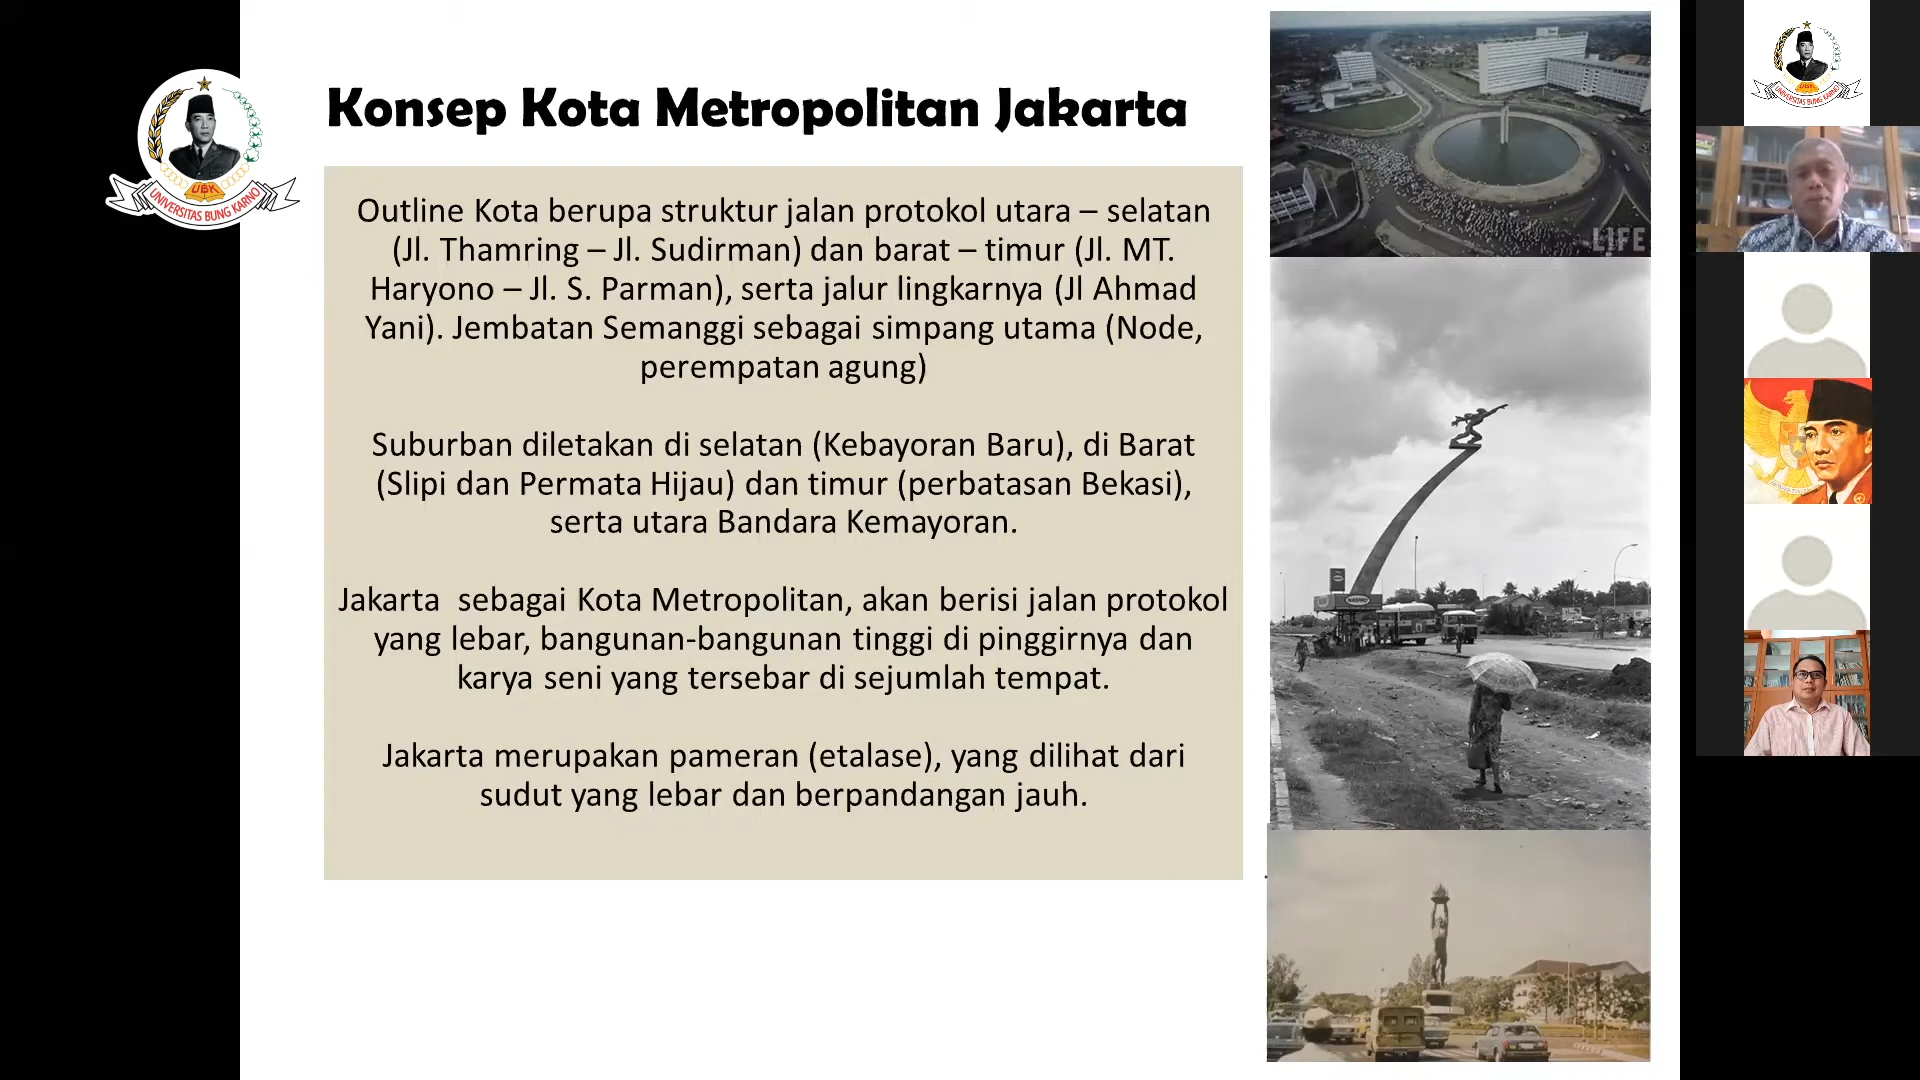 Konsep Kota Metropolitan Jakarta
Outline Kota berupa struktur jalan protokol utara – selatan
(Jl. Thamring – Jl. Sudirman) dan barat – timur (Jl. MT.
Haryono – Jl. S. Parman), serta jalur lingkarnya (Jl Ahmad
Yani). Jembatan Semanggi sebagai simpang utama (Node,
perempatan agung)
Suburban diletakan di selatan (Kebayoran Baru), di Barat
(Slipi dan Permata Hijau) dan timur (perbatasan Bekasi),
serta utara Bandara Kemayoran.
Jakarta  sebagai Kota Metropolitan, akan berisi jalan protokol
yang lebar, bangunan-bangunan tinggi di pinggirnya dan
karya seni yang tersebar di sejumlah tempat.
Jakarta merupakan pameran (etalase), yang dilihat dari
sudut yang lebar dan berpandangan jauh.
UBK
UNIVERSITAS BUNG KARNO
LIFE
UBK
UNIVERSITAS BUNG KARNO